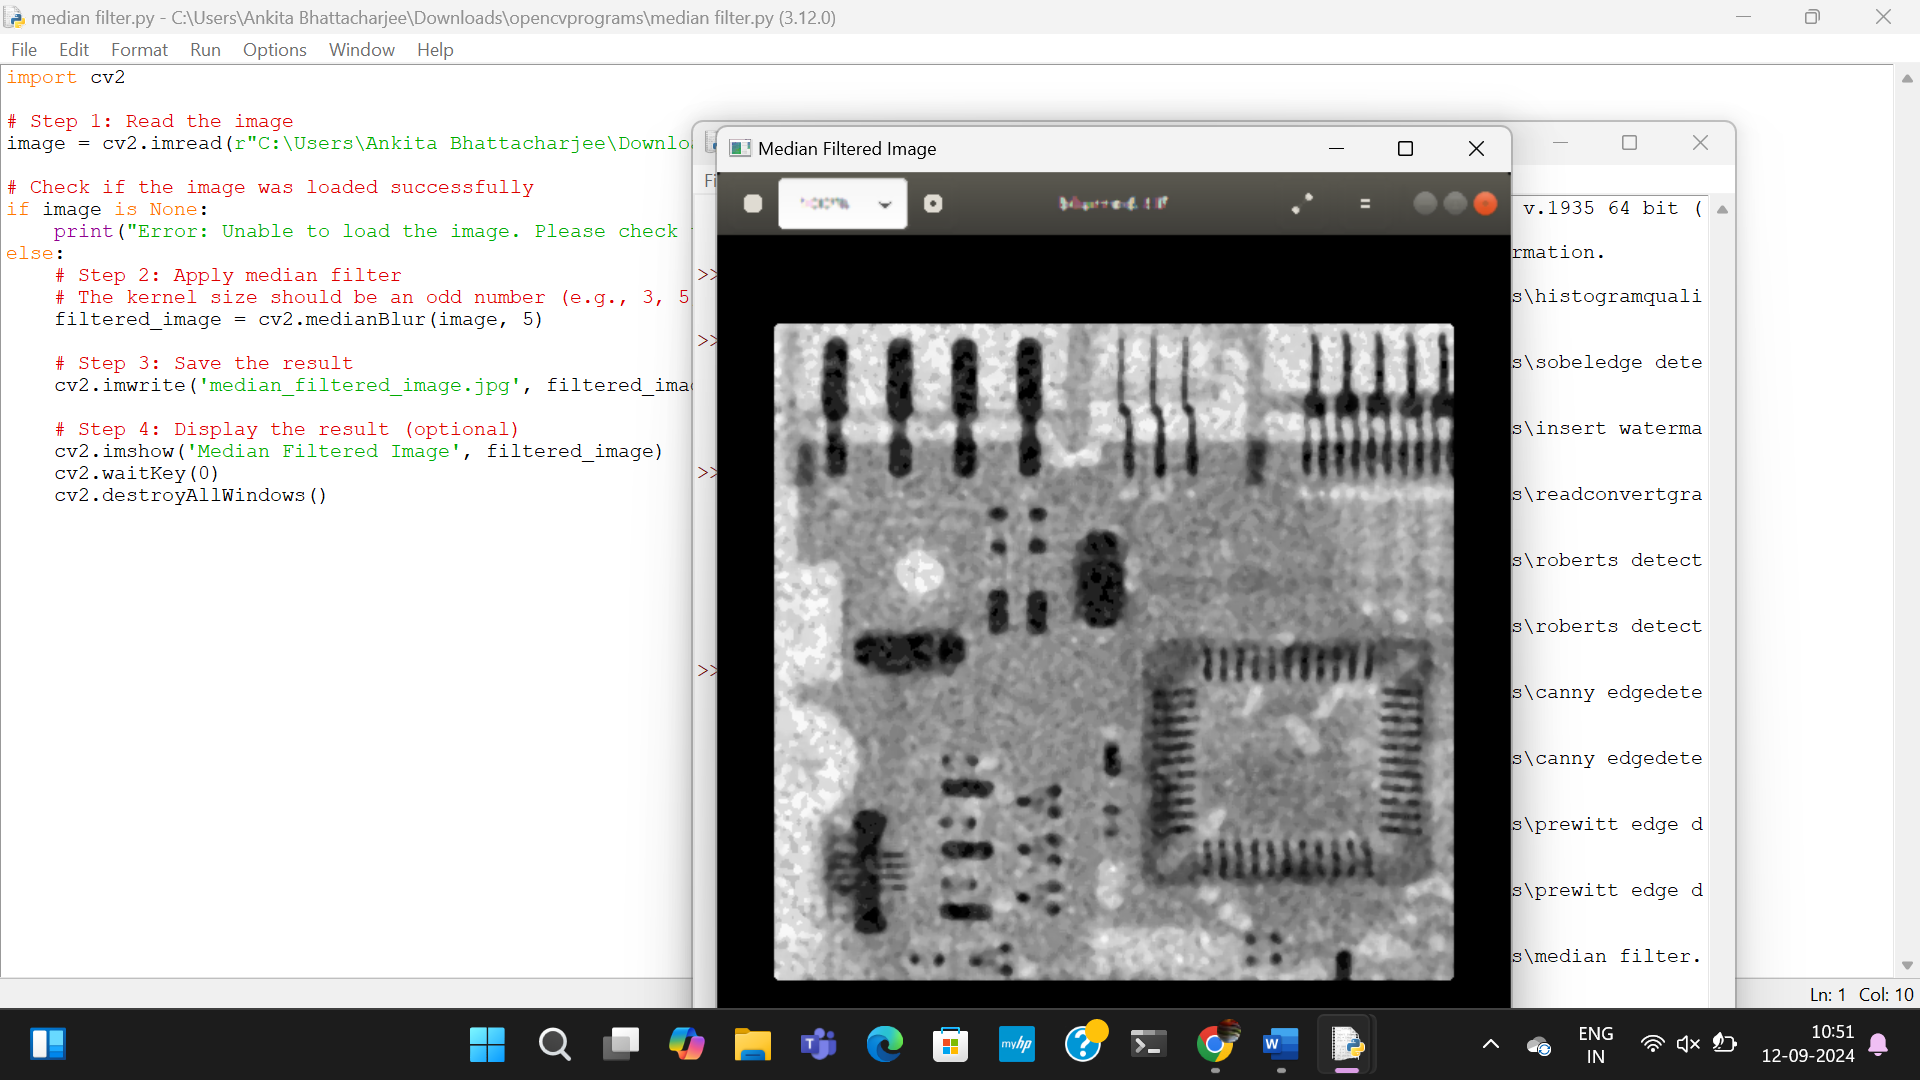 median filter.py - C:\Users\Ankita Bhattacharjee\Downloads\opencvprograms\median filter.py (3.12.0)
File Edit Format Run Options Window Help
import cv2
# Step 1: Read the image
image = cv2.imread(r"C:\Users\Ankita Bhattacharjee\Downlo
# Check if the image was loaded successfully
if image is None:
print("Error: Unable to load the image. Please check
else:
# Step 2: Apply median filter
# The kernel size should be an odd number (e.g., 3, 5
filtered_image = cv2.medianBlur(image, 5)
# Step 3: Save the result
cv2.imwrite('median_filtered_image.jpg', filtered_ima
# Step 4: Display the result (optional)
cv2.imshow('Median Filtered Image', filtered_image)
cv2.waitKey(0)
cv2.destroyAllWindows()
Median Filtered Image
Fi
>>
>>
>>
>>
v.1935 64 bit (
rmation.
s\histogramquali
s\sobeledge dete
s\insert waterma
s\readconvertgra
s\roberts detect
s\roberts detect
s\canny edgedete
s\canny edgedete
s\prewitt edge d
s\prewitt edge d
s\median filter.
Ln: 1 Col: 10
myhp
ENG
IN
10:51
12-09-2024